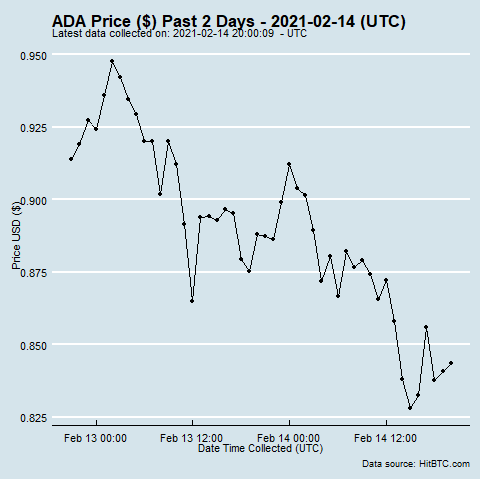 ADA Price ($) Past 2 Days - 2021-02-14 (UTC)
Latest data collected on: 2021-02-14 20:00:09 - UTC
0.950
0.925
0.900
0.875
0.850
0.825
Price USD ($)
Feb 13 00:00 Feb 13 12:00 Feb 14 00:00 Feb 14 12:00
Date Time Collected (UTC)
Data source: HitBTC.com